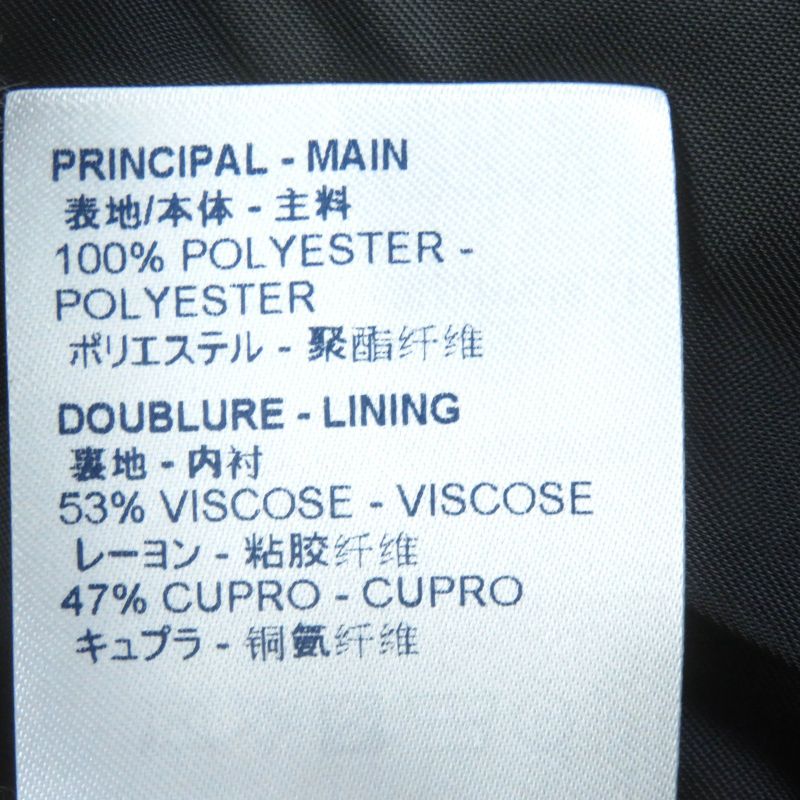 PRINCIPAL - MAIN
表地/本体 - 主料
100% POLYESTER -
POLYESTER
ポリエステル - 聚酯纤维
DOUBLURE - LINING
裏地 - 内衬
53% VISCOSE - VISCOSE
レーヨン - 粘胶纤维
47% CUPRO - CUPRO
キュプラ - 铜氨纤维